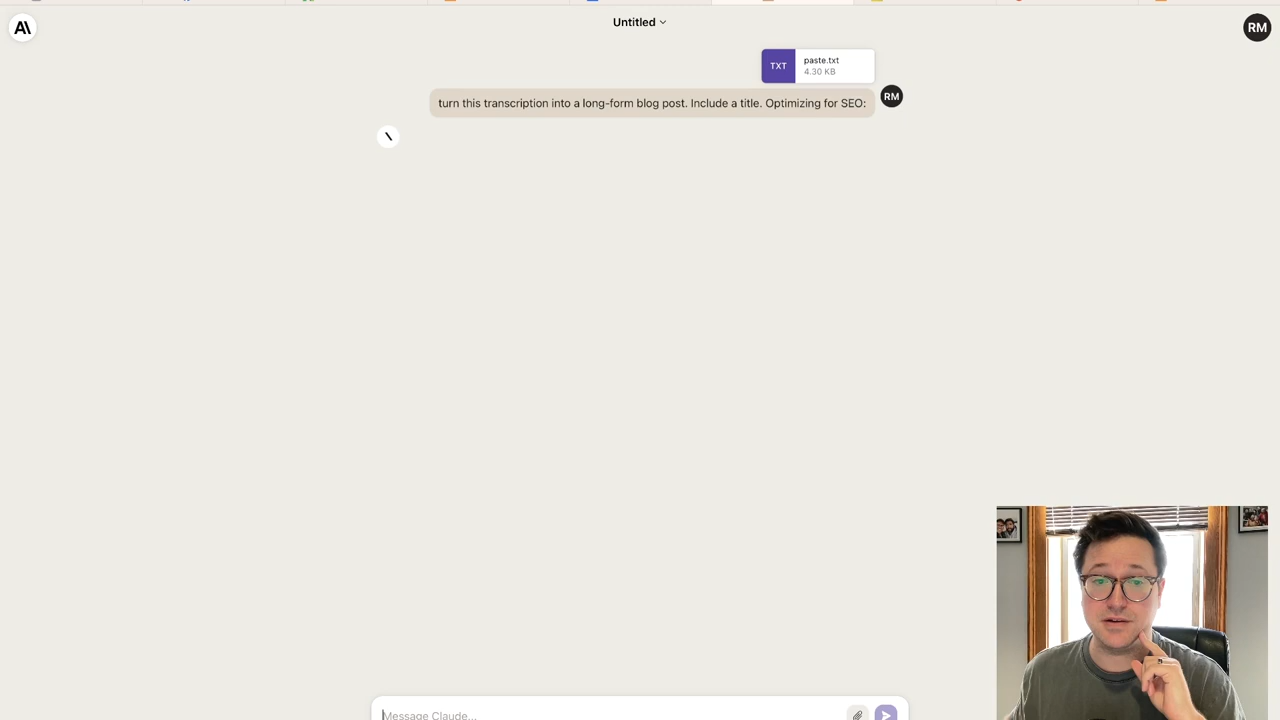 A\
Untitled
RM
TXT
paste.txt
4.30 KB
turn this transcription into a long-form blog post. Include a title. Optimizing for SEO:
RM
Message Claude...